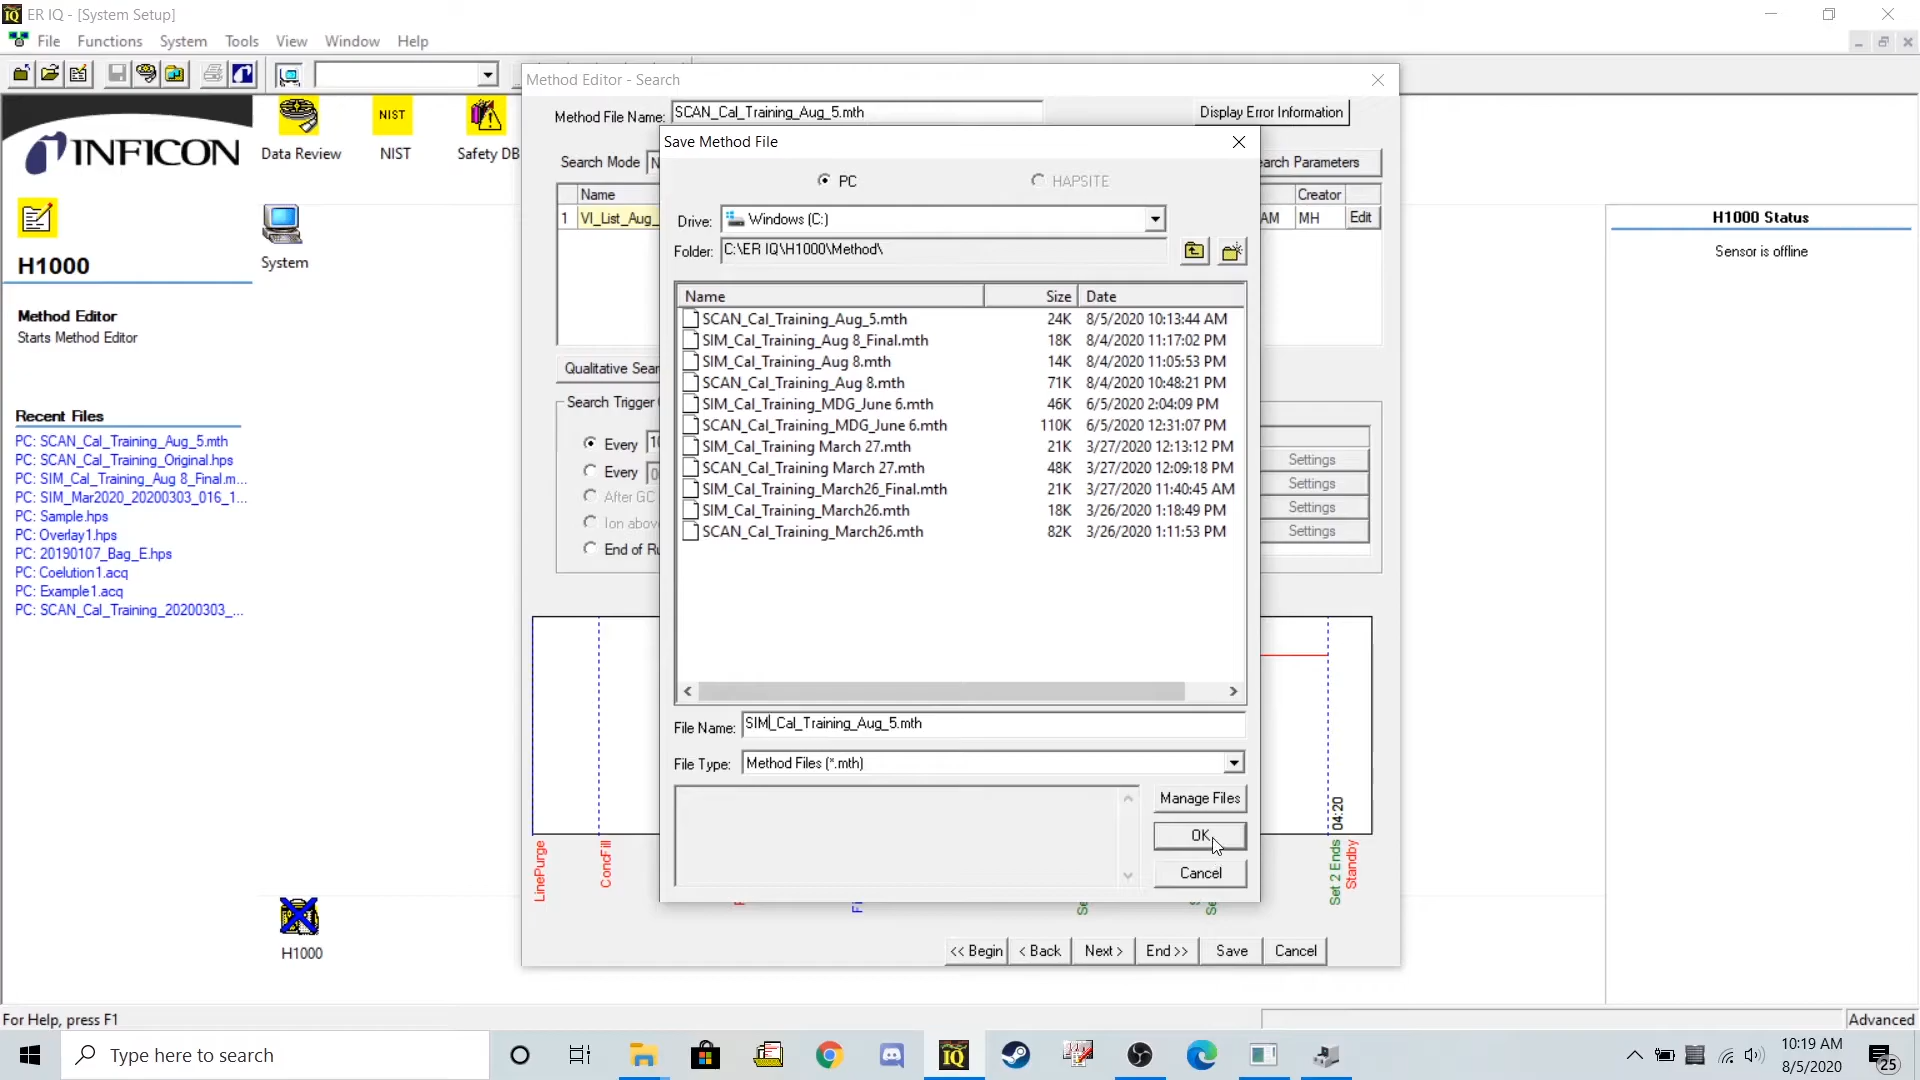 ER IQ - [System Setup]
File Functions System Tools View Window Help
Method Editor - Search
Method File Name: SCAN_Cal_Training_Aug_5.mth
Display Error Information
INFICON
Data Review
NIST
NIST
Safety DB
Save Method File
Search Mode
arch Parameters
PC
HAPSITE
Name
Creator
1 VI_List_Aug_
AM MH Edit
Drive: Windows (C:)
Folder: C:\ER IQ\H1000\Method\
H1000 Status
Sensor is offline
H1000
System
Method Editor
Starts Method Editor
Name Size Date
SCAN_Cal_Training_Aug_5.mth 24K 8/5/2020 10:13:44 AM
SIM_Cal_Training_Aug 8_Final.mth 18K 8/4/2020 11:17:02 PM
SIM_Cal_Training_Aug 8.mth 14K 8/4/2020 11:05:53 PM
SCAN_Cal_Training_Aug 8.mth 71K 8/4/2020 10:48:21 PM
SIM_Cal_Training_MDG_June 6.mth 46K 6/5/2020 2:04:09 PM
SCAN_Cal_Training_MDG_June 6.mth 110K 6/5/2020 12:31:07 PM
SIM_Cal_Training March 27.mth 21K 3/27/2020 12:13:12 PM
SCAN_Cal_Training March 27.mth 48K 3/27/2020 12:09:18 PM
SIM_Cal_Training_March26_Final.mth 21K 3/27/2020 11:40:45 AM
SIM_Cal_Training_March26.mth 18K 3/26/2020 1:18:49 PM
SCAN_Cal_Training_March26.mth 82K 3/26/2020 1:11:53 PM
Qualitative Sear
Search Trigger
Every 10
Every
After GC
Ion above
End of Ru
Settings
Settings
Settings
Settings
Recent Files
PC: SCAN_Cal_Training_Aug_5.mth
PC: SCAN_Cal_Training_Original.hps
PC: SIM_Cal_Training_Aug 8_Final.m...
PC: SIM_Mar2020_20200303_016_1...
PC: Sample.hps
PC: Overlay1.hps
PC: 20190107_Bag_E.hps
PC: Coelution1.acq
PC: Example1.acq
PC: SCAN_Cal_Training_20200303_...
File Name: SIM_Cal_Training_Aug_5.mth
File Type: Method Files (*.mth)
Manage Files
OK
Cancel
LinePurge
ConcFill
04:20
Set 2 Ends
Standby
H1000
<< Begin < Back Next > End >> Save Cancel
For Help, press F1
Advanced
Type here to search
IQ
10:19 AM
8/5/2020
25